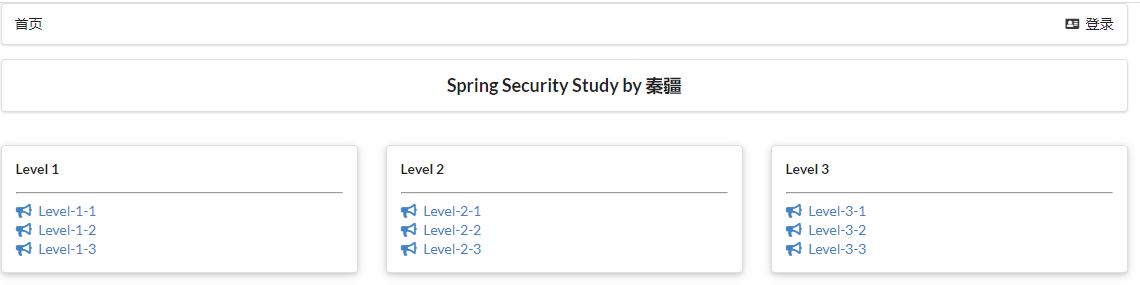 首页
登录
Spring Security Study by 秦疆
Level 1
Level-1-1
Level-1-2
Level-1-3
Level 2
Level-2-1
Level-2-2
Level-2-3
Level 3
Level-3-1
Level-3-2
Level-3-3